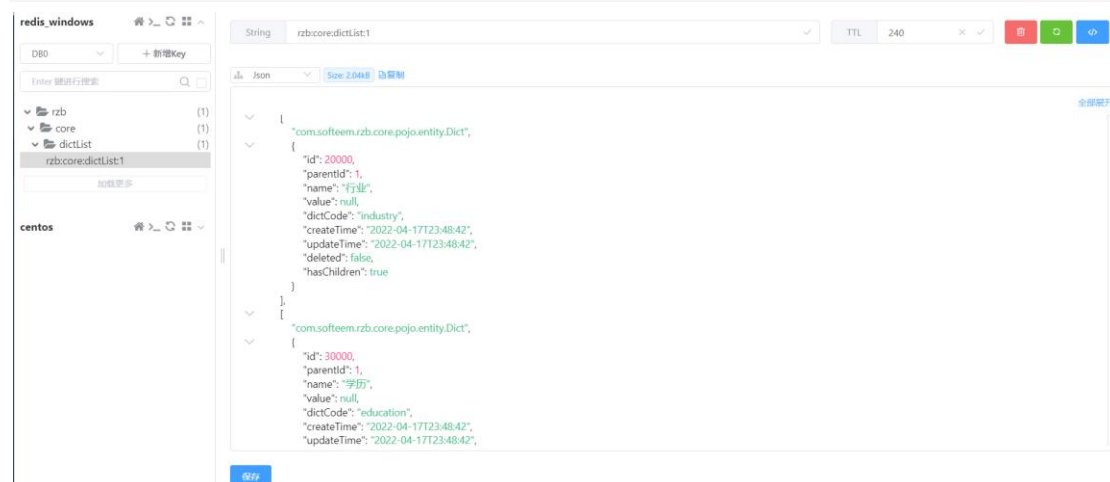 redis_windows
DB0
+ 新增Key
Enter 键进行搜索
rzb (1)
core (1)
dictList (1)
rzb:core:dictList:1
加载更多
centos
String rzb:core:dictList:1 TTL 240
Json Size: 2.04kB 复制
全部展开
[
"com.softeem.rzb.core.pojo.entity.Dict",
{
"id": 20000,
"parentId": 1,
"name": "行业",
"value": null,
"dictCode": "industry",
"createTime": "2022-04-17T23:48:42",
"updateTime": "2022-04-17T23:48:42",
"deleted": false,
"hasChildren": true
}
],
[
"com.softeem.rzb.core.pojo.entity.Dict",
{
"id": 30000,
"parentId": 1,
"name": "学历",
"value": null,
"dictCode": "education",
"createTime": "2022-04-17T23:48:42",
"updateTime": "2022-04-17T23:48:42",
保存